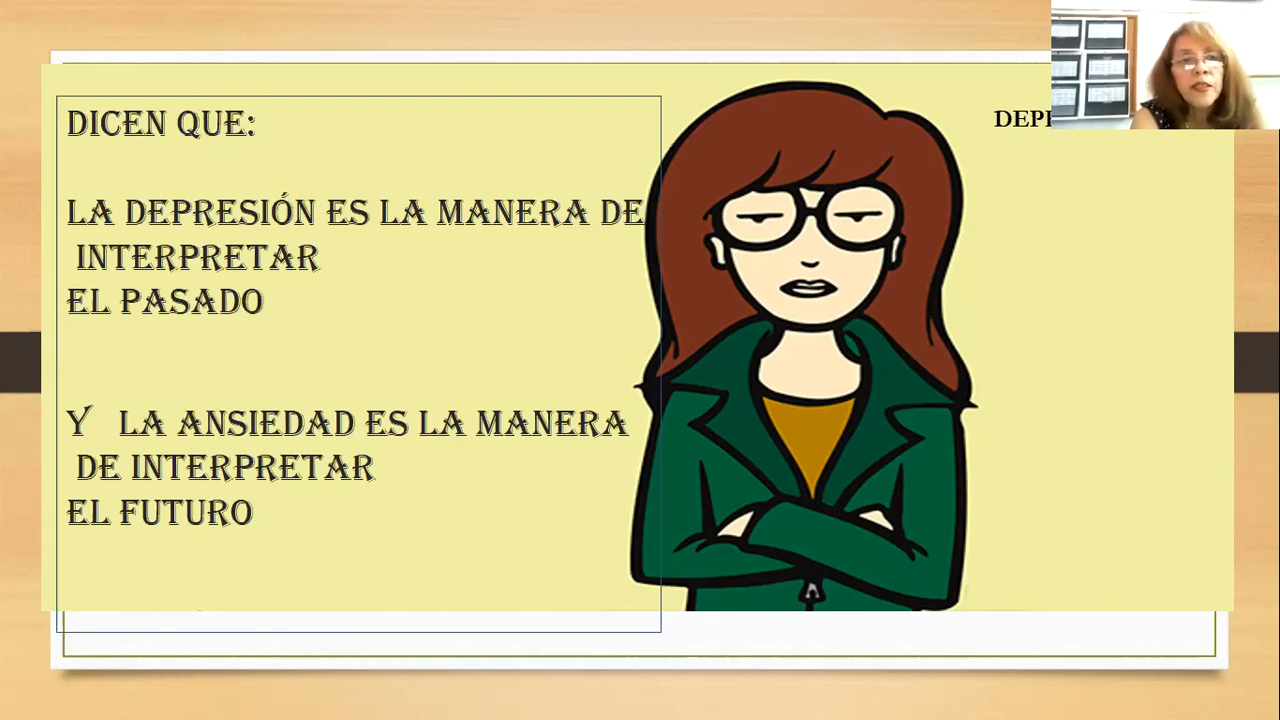 DICEN QUE:
LA DEPRESIÓN ES LA MANERA DE
INTERPRETAR
EL PASADO
Y LA ANSIEDAD ES LA MANERA
DE INTERPRETAR
EL FUTURO